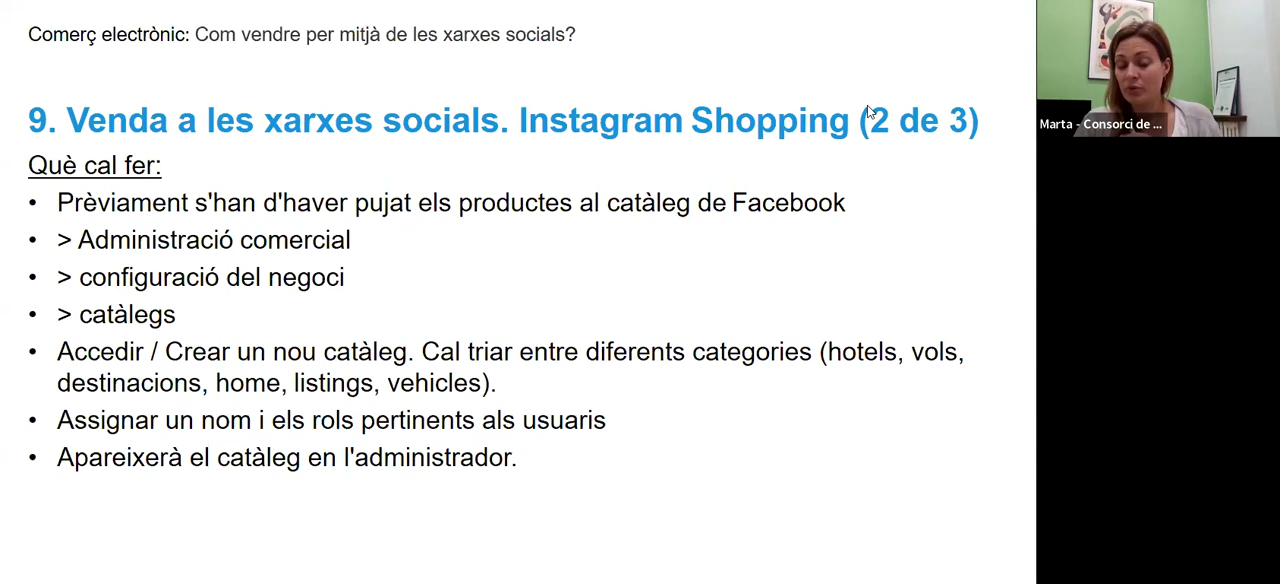 Comerç electrònic: Com vendre per mitjà de les xarxes socials?
9. Venda a les xarxes socials. Instagram Shopping (2 de 3)
Què cal fer:
• Prèviament s'han d'haver pujat els productes al catàleg de Facebook
• > Administració comercial
• > configuració del negoci
• > catàlegs
• Accedir / Crear un nou catàleg. Cal triar entre diferents categories (hotels, vols,
destinacions, home, listings, vehicles).
• Assignar un nom i els rols pertinents als usuaris
• Apareixerà el catàleg en l'administrador.
Marta - Consorci de ...